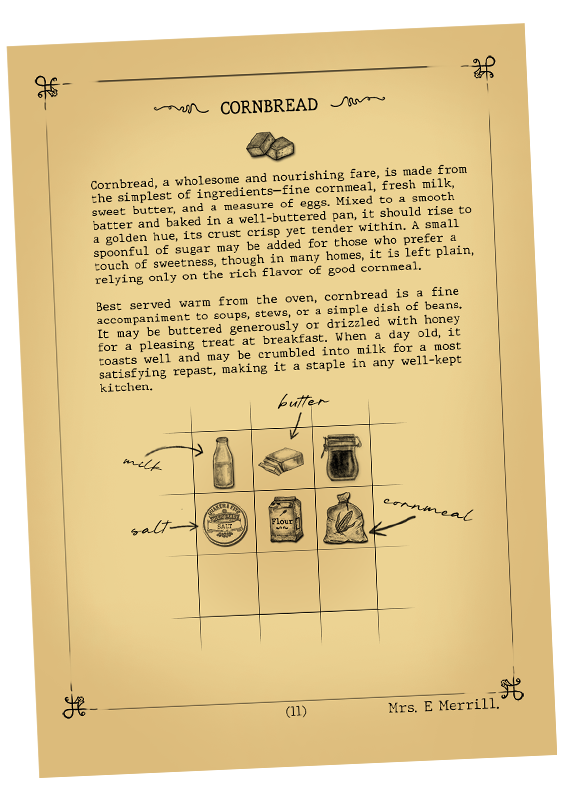 CORNBREAD
Cornbread, a wholesome and nourishing fare, is made from
the simplest of ingredients—fine cornmeal, fresh milk,
sweet butter, and a measure of eggs. Mixed to a smooth
batter and baked in a well-buttered pan, it should rise to
a golden hue, its crust crisp yet tender within. A small
spoonful of sugar may be added for those who prefer a
touch of sweetness, though in many homes, it is left plain,
relying only on the rich flavor of good cornmeal.
Best served warm from the oven, cornbread is a fine
accompaniment to soups, stews, or a simple dish of beans.
It may be buttered generously or drizzled with honey
for a pleasing treat at breakfast. When a day old, it
toasts well and may be crumbled into milk for a most
satisfying repast, making it a staple in any well-kept
kitchen.
butter
milk
cornmeal
salt
SALT
Flour
(11)
Mrs. E Merrill.